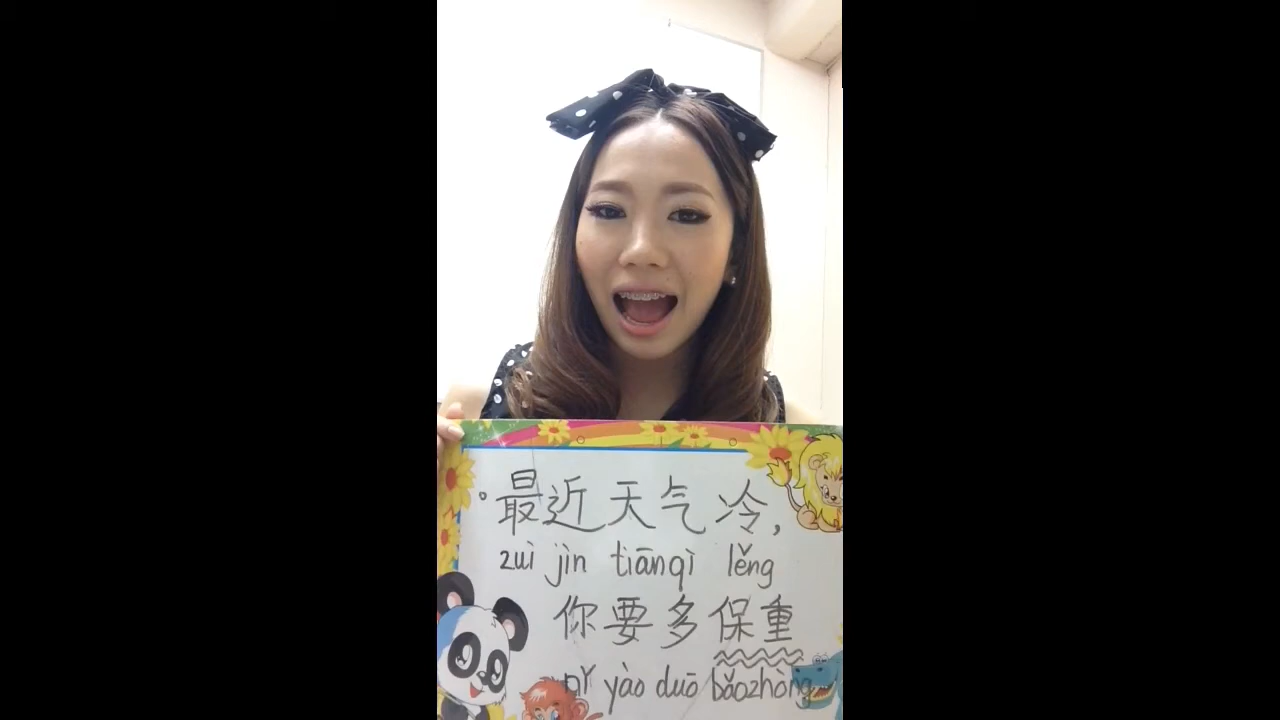 • 最近天气冷,
zuì jìn tiānqì lěng
你要多保重
nǐ yào duō bǎozhòng